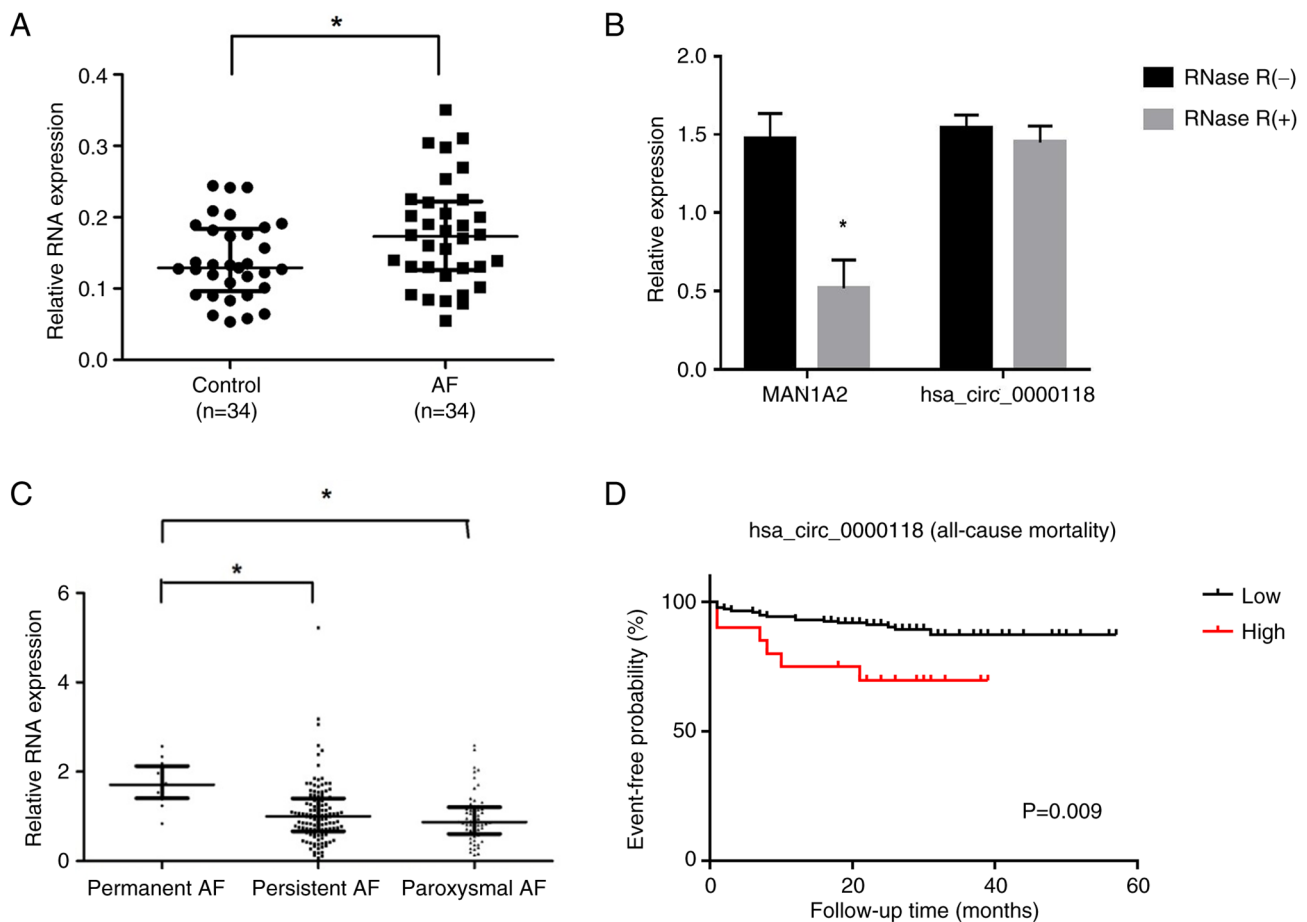 A
*
Relative RNA expression
0.4
0.3
0.2
0.1
0.0
Control
(n=34)
AF
(n=34)
B
Relative expression
2.0
1.5
1.0
0.5
0.0
*
MAN1A2
hsa_circ_0000118
RNase R(−)
RNase R(+)
C
*
*
Relative RNA expression
6
4
2
0
Permanent AF
Persistent AF
Paroxysmal AF
D
hsa_circ_0000118 (all-cause mortality)
Event-free probability (%)
100
50
0
0
20
40
60
Follow-up time (months)
P=0.009
Low
High